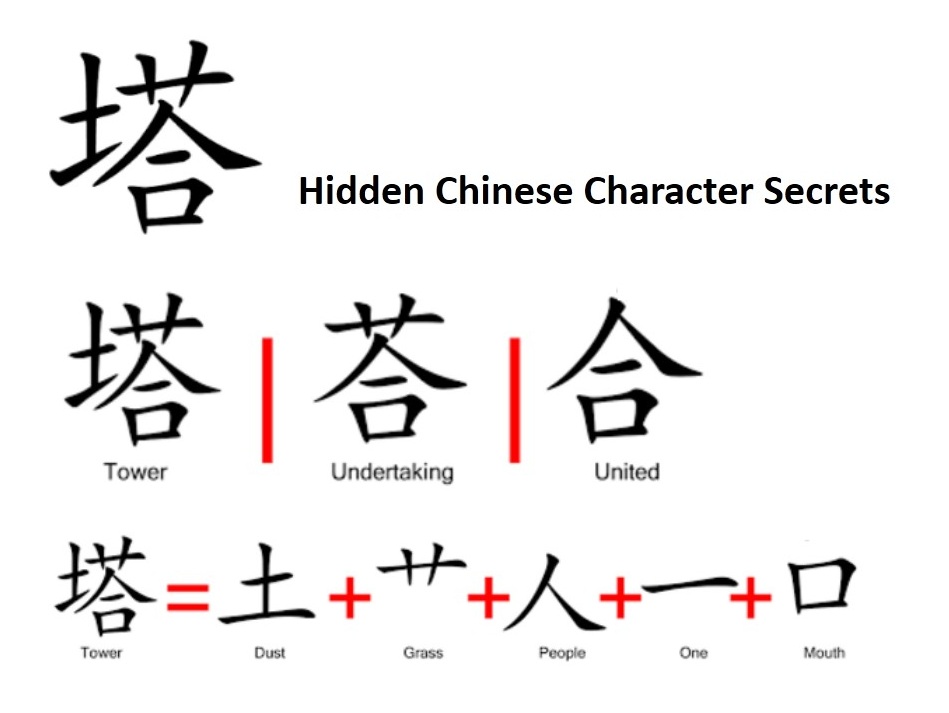 塔
Hidden Chinese Character Secrets
塔 | 荅 | 合
Tower Undertaking United
塔 = 土 + 艹 + 人 + 一 + 口
Tower Dust Grass People One Mouth